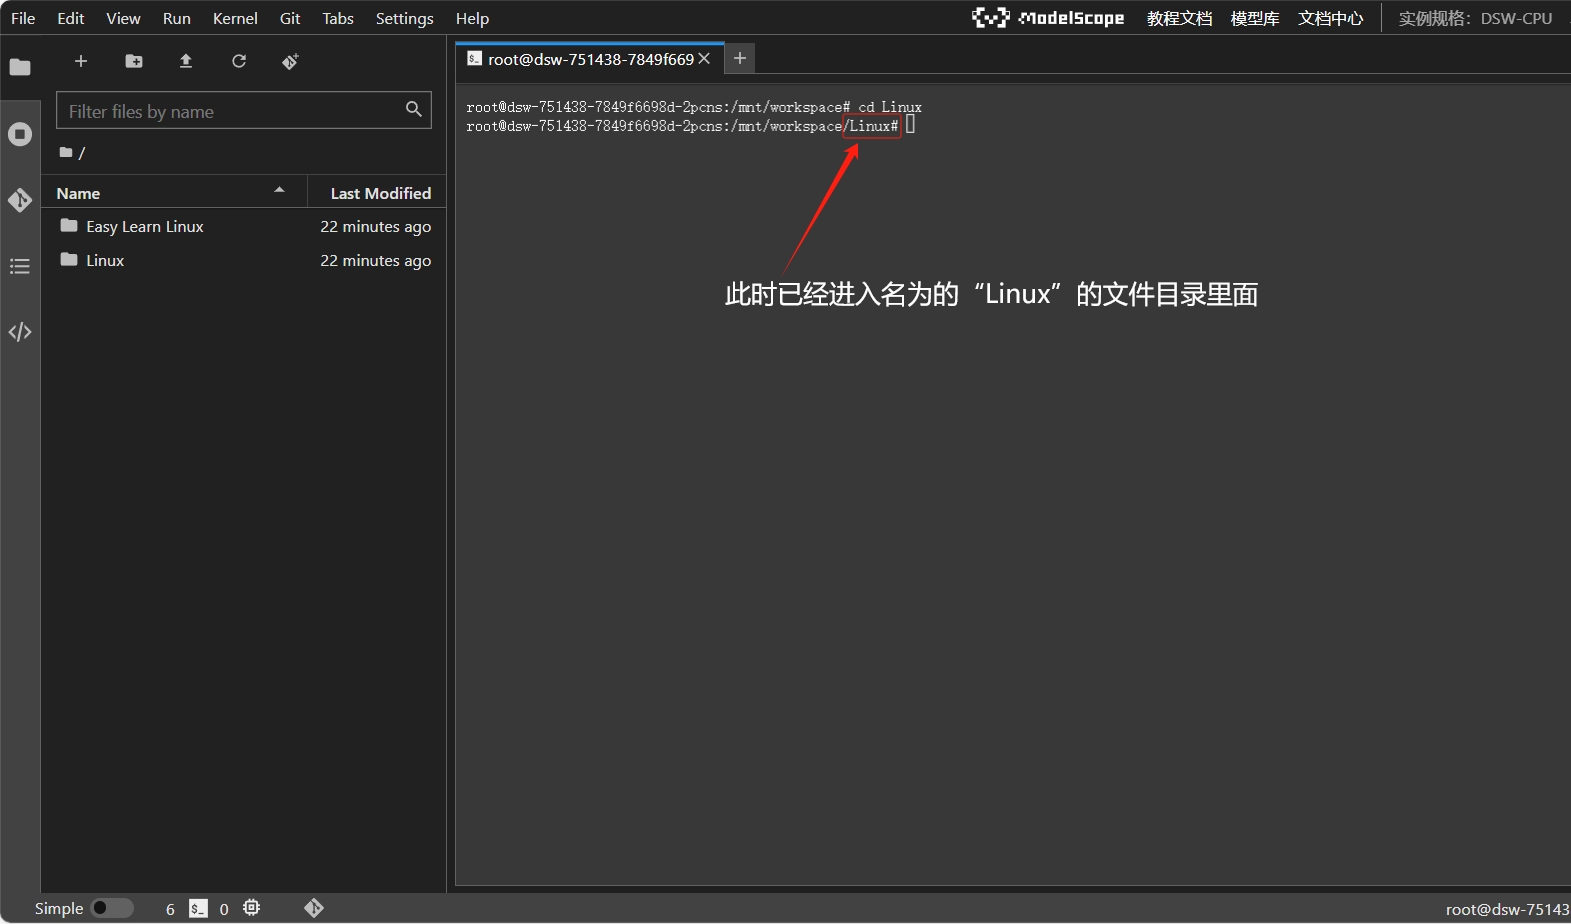 File Edit View Run Kernel Git Tabs Settings Help
ModelScope 教程文档 模型库 文档中心 实例规格：DSW-CPU
root@dsw-751438-7849f669
Filter files by name
/
Name Last Modified
Easy Learn Linux 22 minutes ago
Linux 22 minutes ago
root@dsw-751438-7849f6698d-2pcns:/mnt/workspace# cd Linux
root@dsw-751438-7849f6698d-2pcns:/mnt/workspace/Linux#
此时已经进入名为的“Linux”的文件目录里面
Simple 6 $_ 0
root@dsw-75143